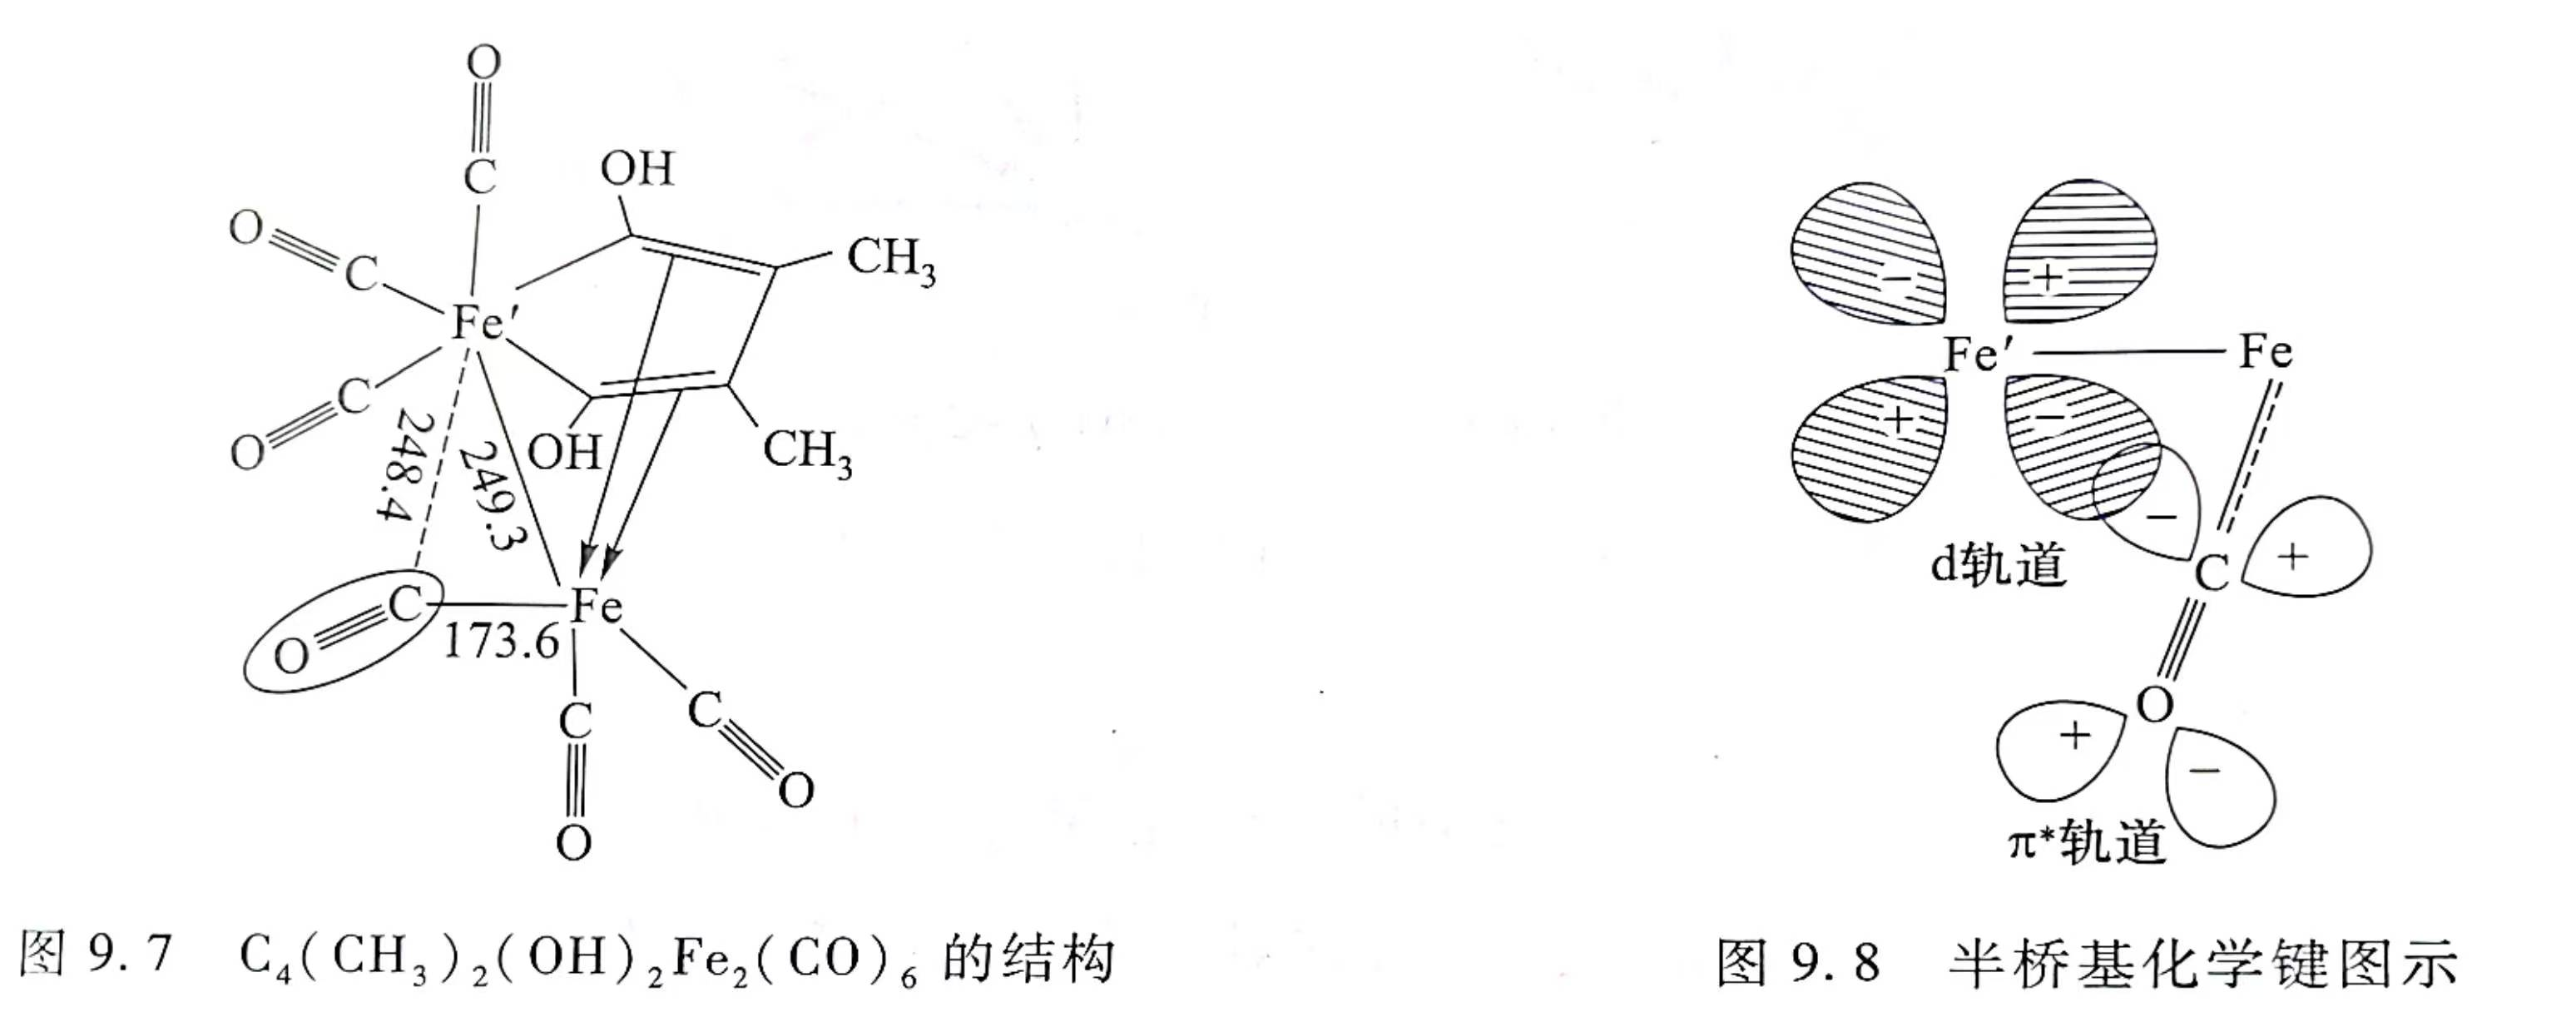 O
C
OH
O
C
CH₃
Fe′
C
O
248.4
249.3
OH
CH₃
C
O
173.6
Fe
C
C
O
O
图 9.7 C₄(CH₃)₂(OH)₂Fe₂(CO)₆ 的结构
− +
Fe′ Fe
+ −
−
d轨道
C
+
O
+
−
π*轨道
图 9.8 半桥基化学键图示